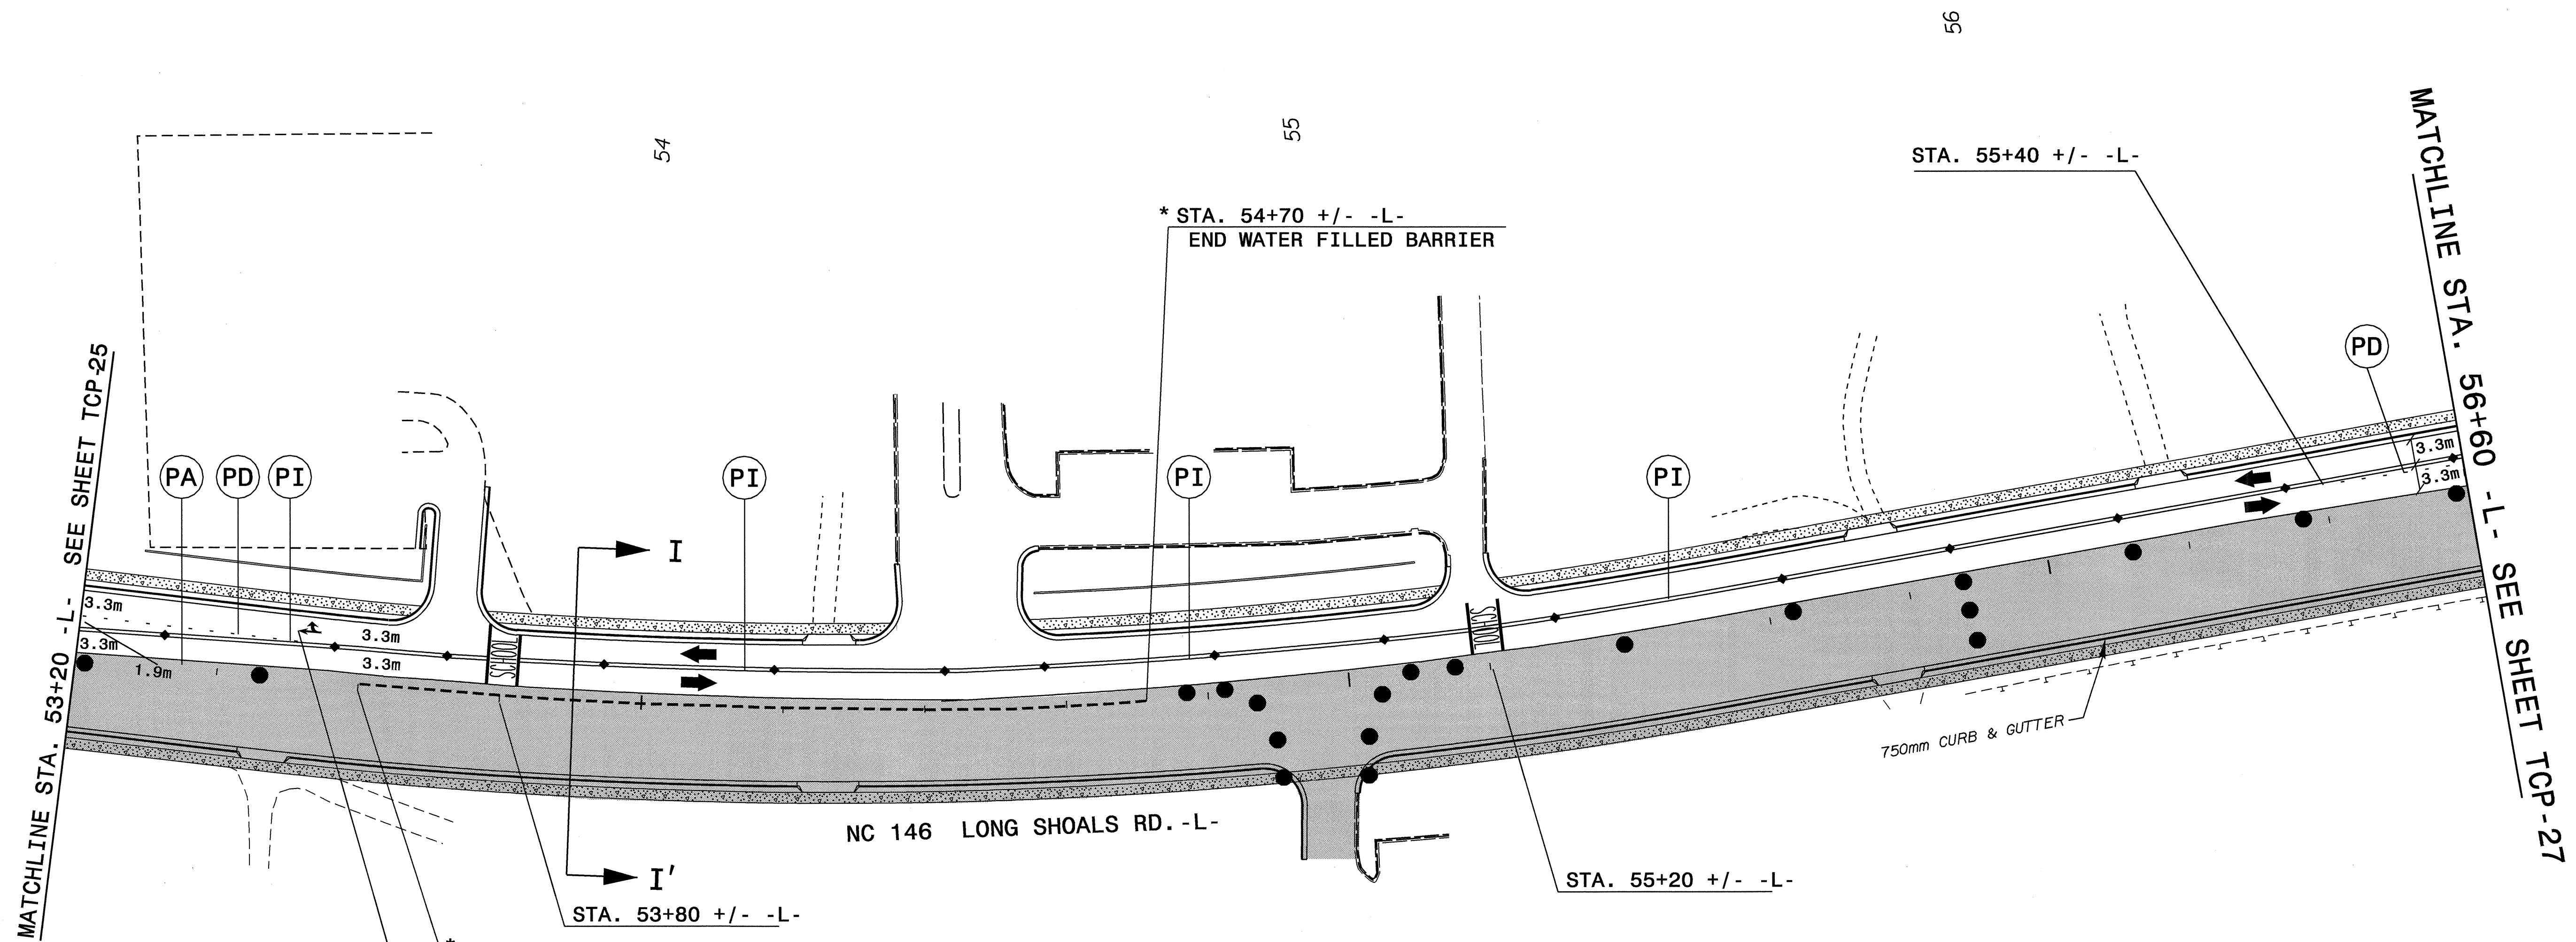 56
54
55
STA. 55+40 +/- -L-
* STA. 54+70 +/- -L-
END WATER FILLED BARRIER
MATCHLINE STA. 53+20 -L- SEE SHEET TCP-25
MATCHLINE STA. 56+60 -L- SEE SHEET TCP-27
PD
PA
PD
PI
PI
PI
PI
3.3m
3.3m
I
3.3m
3.3m
3.3m
3.3m
1.9m
SCHOOL
SCHOOL
750mm CURB & GUTTER
NC 146 LONG SHOALS RD. -L-
I'
STA. 55+20 +/- -L-
STA. 53+80 +/- -L-
*